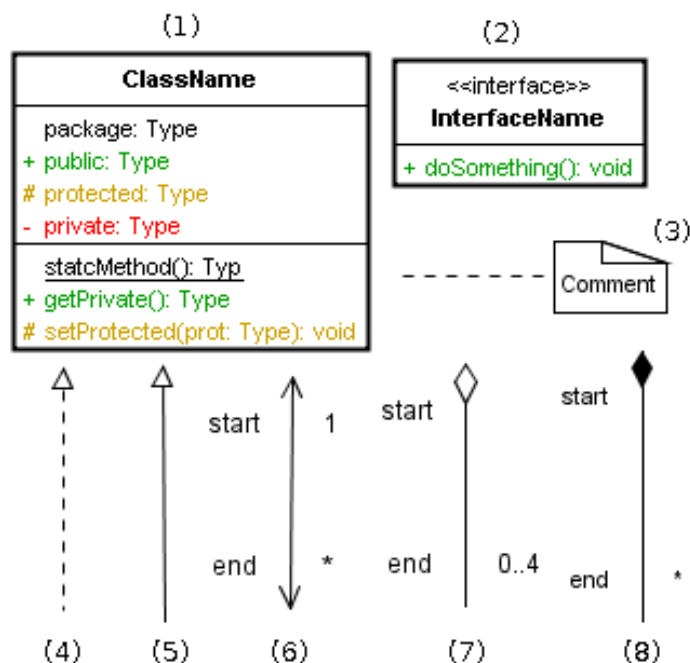 (1)
ClassName
package: Type
+ public: Type
# protected: Type
- private: Type
statcMethod(): Typ
+ getPrivate(): Type
# setProtected(prot: Type): void
(2)
<<interface>>
InterfaceName
+ doSomething(): void
(3)
Comment
start 1
end *
start
end 0..4
start
end *
(4) (5) (6) (7) (8)